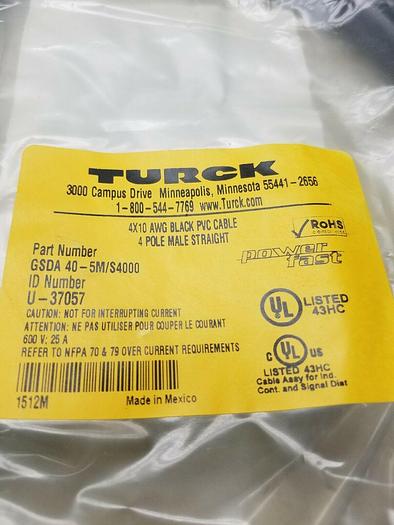 TURCK
3000 Campus Drive Minneapolis, Minnesota 55441-2656
1-800-544-7769 www.Turck.com
4X10 AWG BLACK PVC CABLE
4 POLE MALE STRAIGHT
RoHS
power
fast
Part Number
GSDA 40-5M/S4000
ID Number
U-37057
CAUTION: NOT FOR INTERRUPTING CURRENT
ATTENTION: NE PAS UTILISER POUR COUPER LE COURANT
600 V; 25 A
REFER TO NFPA 70 & 79 OVER CURRENT REQUIREMENTS
UL LISTED
43HC
C UL US
LISTED 43HC
Cable Assy for Ind.
Cont. and Signal Dist
1512M
Made in Mexico